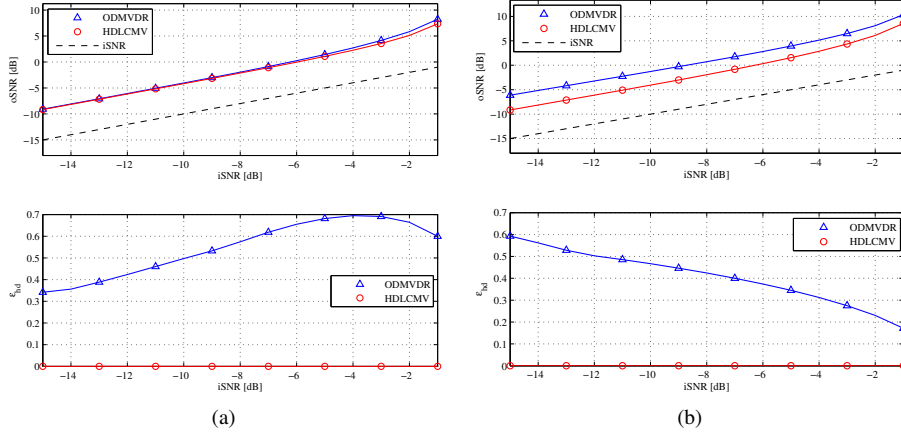 10
5
0
−5
−10
−15
oSNR [dB]
ODMVDR
HDLCMV
iSNR
−14 −12 −10 −8 −6 −4 −2
iSNR [dB]
0.7
0.6
0.5
0.4
0.3
0.2
0.1
0
ε_hd
ODMVDR
HDLCMV
−14 −12 −10 −8 −6 −4 −2
iSNR [dB]
(a)
10
5
0
−5
−10
−15
oSNR [dB]
ODMVDR
HDLCMV
iSNR
−14 −12 −10 −8 −6 −4 −2
iSNR [dB]
0.7
0.6
0.5
0.4
0.3
0.2
0.1
0
ε_hd
ODMVDR
HDLCMV
−14 −12 −10 −8 −6 −4 −2
iSNR [dB]
(b)